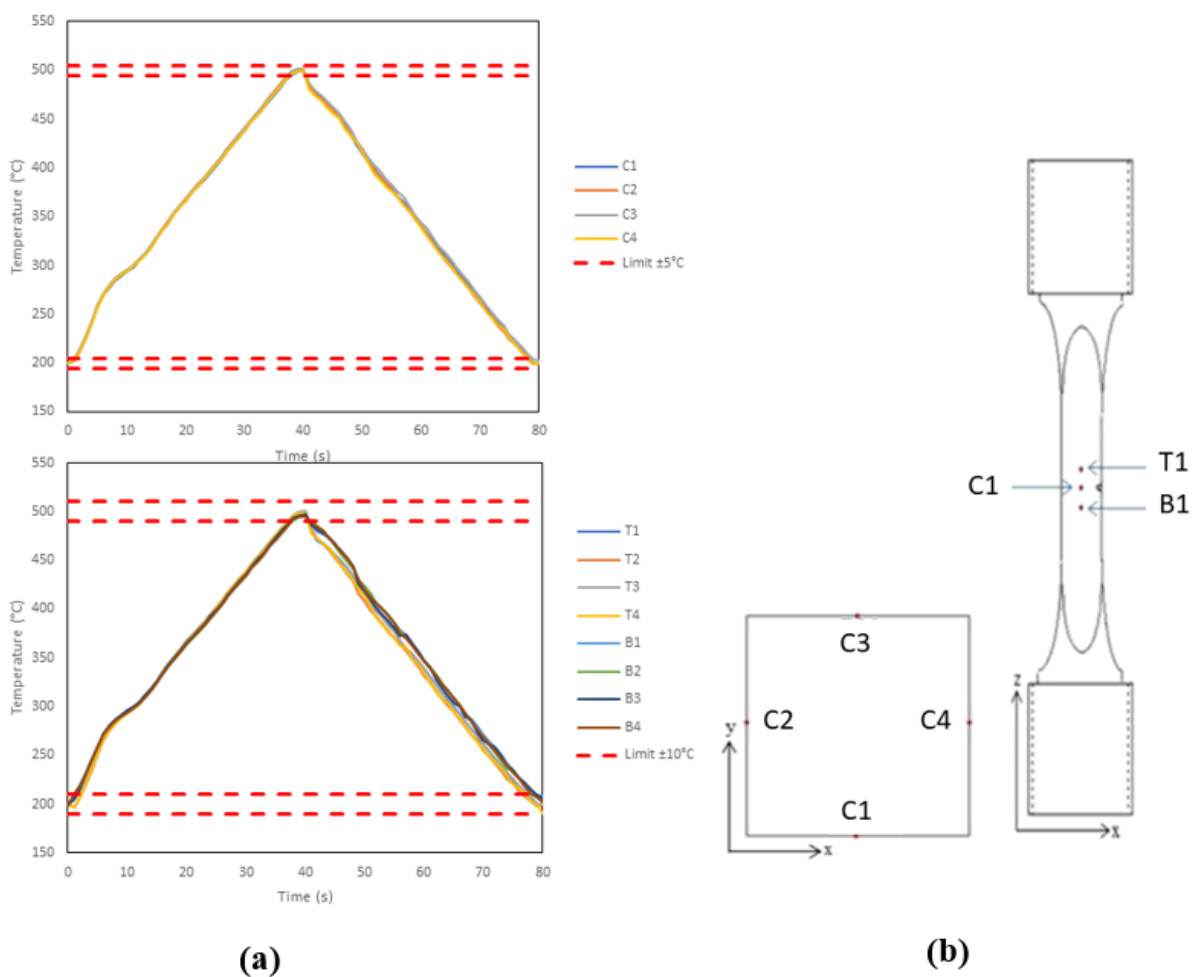 550
500
450
400
350
300
250
200
150
Temperature (°C)
0 10 20 30 40 50 60 70 80
Time (s)
C1
C2
C3
C4
Limit ±5°C
550
500
450
400
350
300
250
200
150
Temperature (°C)
0 10 20 30 40 50 60 70 80
Time (s)
T1
T2
T3
T4
B1
B2
B3
B4
Limit ±10°C
(a)
T1
C1
B1
C3
C2 C4
C1
y
x
z
x
(b)